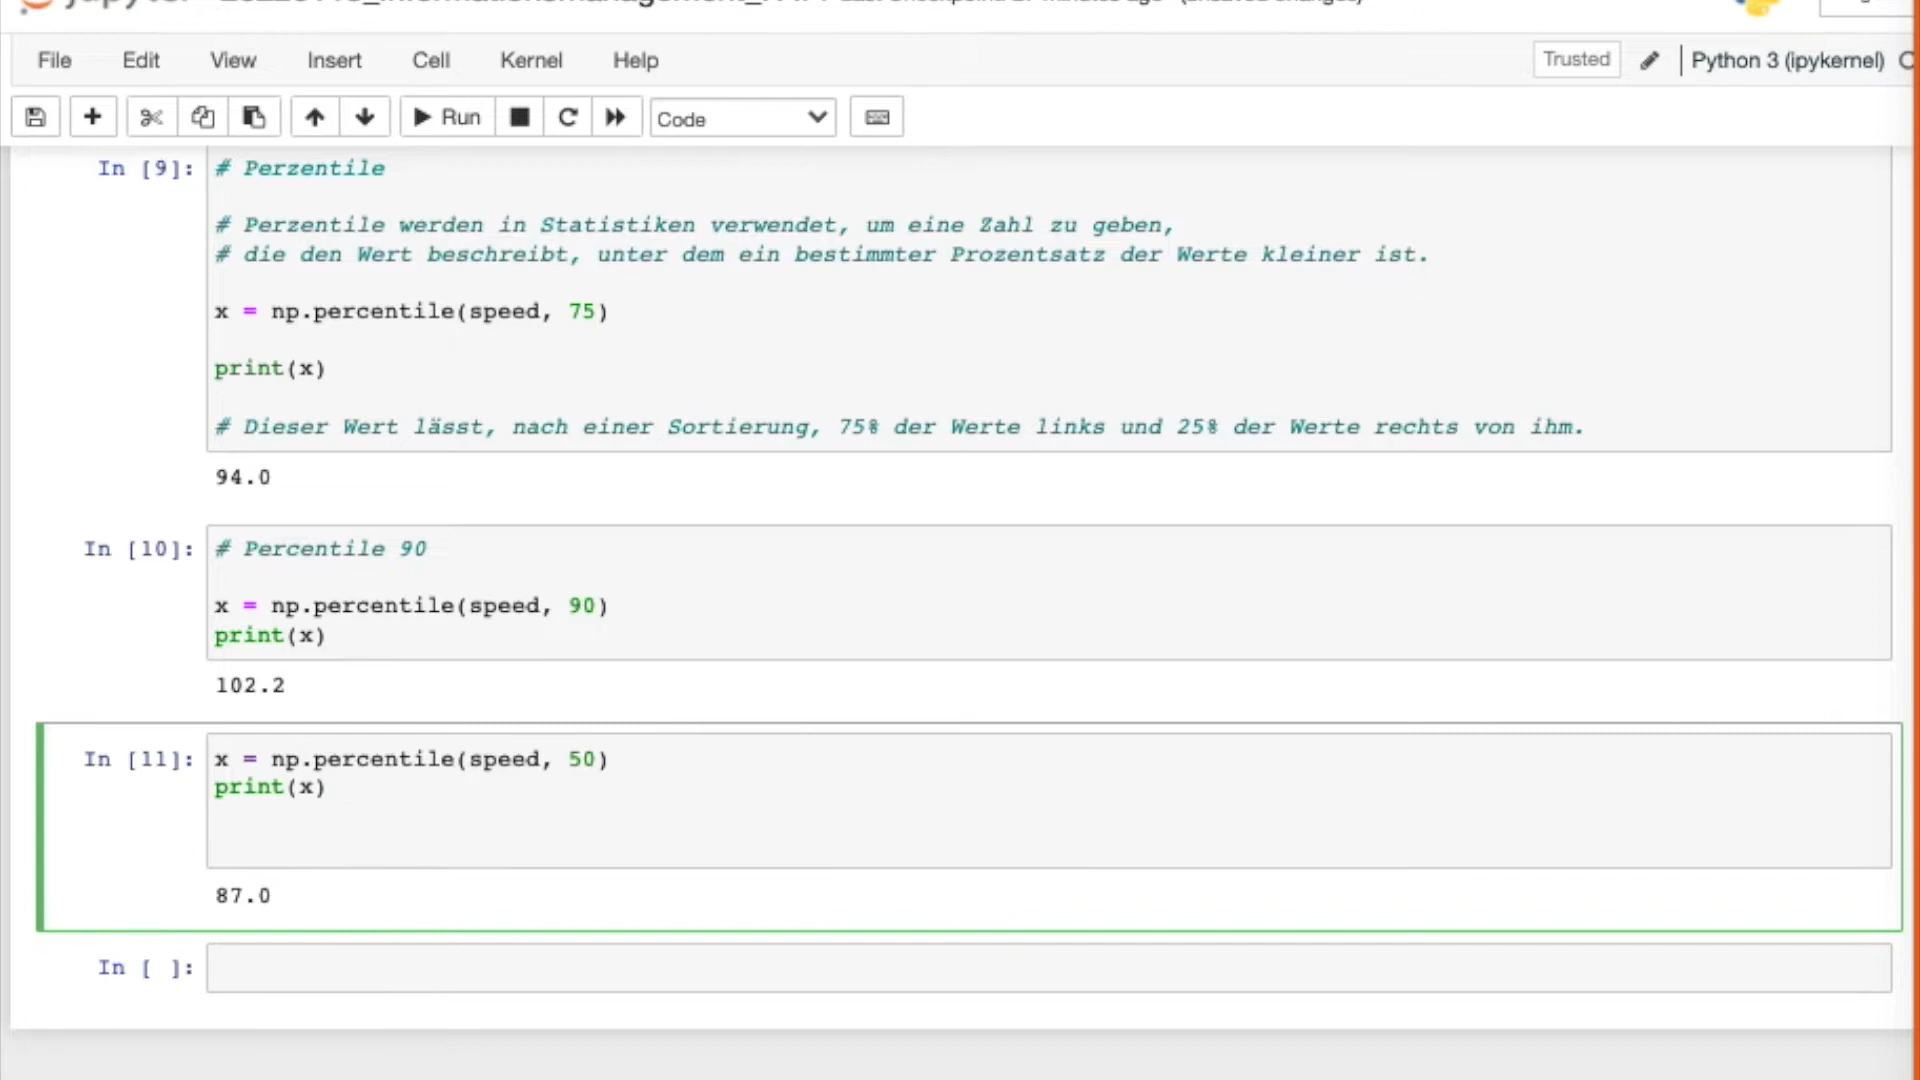 File Edit View Insert Cell Kernel Help Trusted Python 3 (ipykernel)
Run Code
In [9]: # Perzentile
# Perzentile werden in Statistiken verwendet, um eine Zahl zu geben,
# die den Wert beschreibt, unter dem ein bestimmter Prozentsatz der Werte kleiner ist.
x = np.percentile(speed, 75)
print(x)
# Dieser Wert lässt, nach einer Sortierung, 75% der Werte links und 25% der Werte rechts von ihm.
94.0
In [10]: # Percentile 90
x = np.percentile(speed, 90)
print(x)
102.2
In [11]: x = np.percentile(speed, 50)
print(x)
87.0
In [ ]: